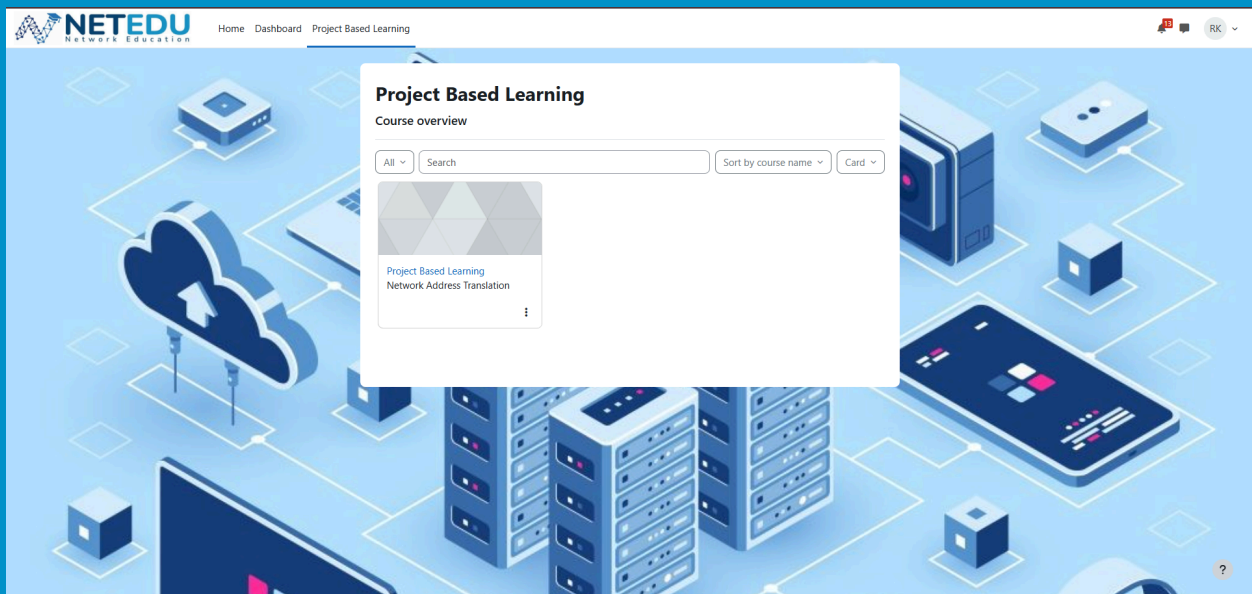 NETEDU
Network Education
Home Dashboard Project Based Learning
13
RK
Project Based Learning
Course overview
All Search Sort by course name Card
Project Based Learning
Network Address Translation
?